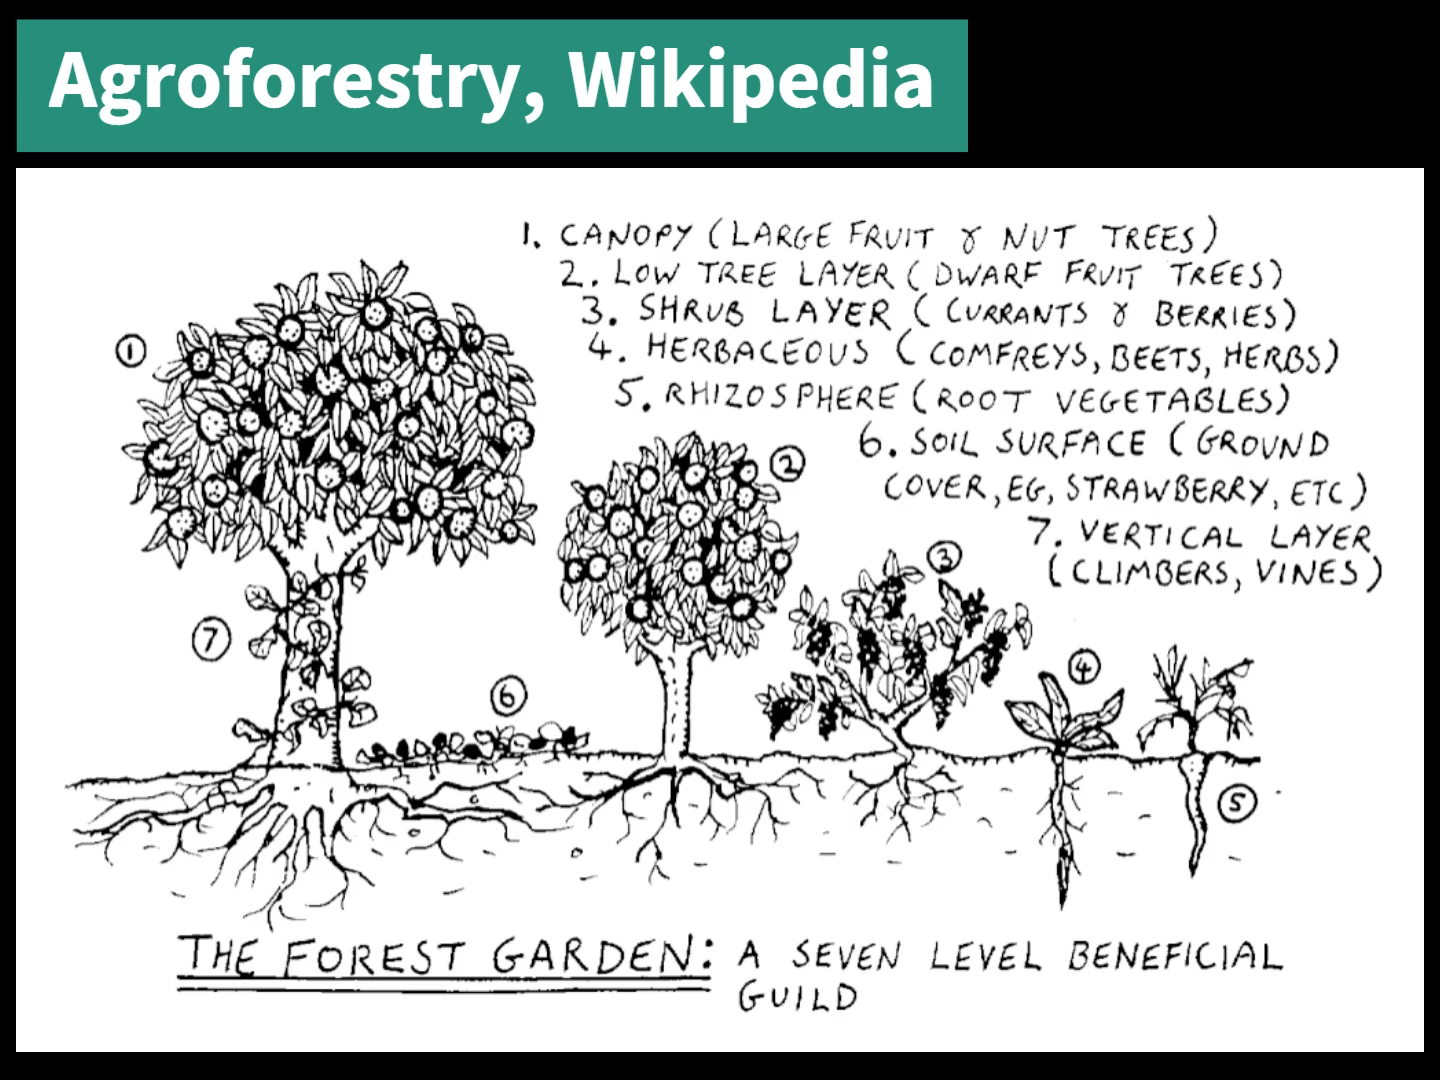 Agroforestry, Wikipedia
1. CANOPY (LARGE FRUIT & NUT TREES)
2. LOW TREE LAYER (DWARF FRUIT TREES)
3. SHRUB LAYER (CURRANTS & BERRIES)
4. HERBACEOUS (COMFREYS, BEETS, HERBS)
5. RHIZOSPHERE (ROOT VEGETABLES)
6. SOIL SURFACE (GROUND
COVER, EG, STRAWBERRY, ETC)
7. VERTICAL LAYER
(CLIMBERS, VINES)
1
2
3
7
4
6
5
THE FOREST GARDEN: A SEVEN LEVEL BENEFICIAL
GUILD